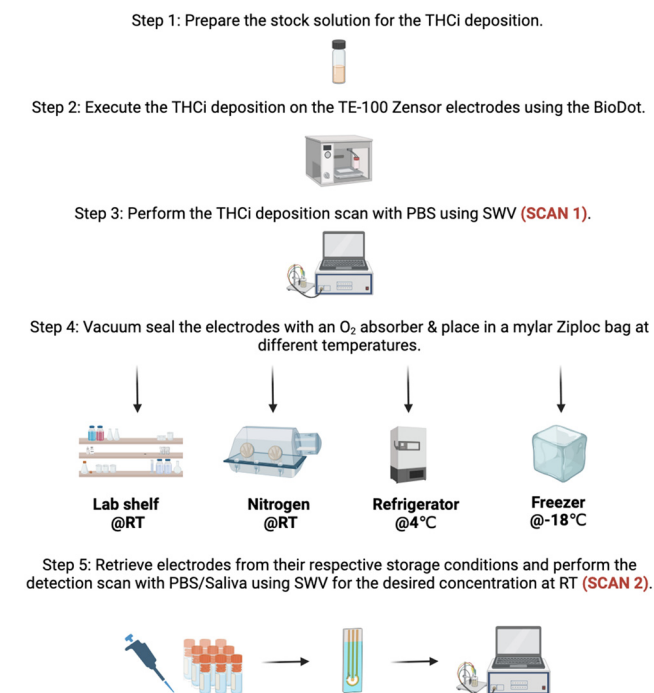 Step 1: Prepare the stock solution for the THCi deposition.
Step 2: Execute the THCi deposition on the TE-100 Zensor electrodes using the BioDot.
Step 3: Perform the THCi deposition scan with PBS using SWV (SCAN 1).
Step 4: Vacuum seal the electrodes with an O₂ absorber & place in a mylar Ziploc bag at
different temperatures.
Lab shelf
@RT
Nitrogen
@RT
Refrigerator
@4°C
Freezer
@-18°C
Step 5: Retrieve electrodes from their respective storage conditions and perform the
detection scan with PBS/Saliva using SWV for the desired concentration at RT (SCAN 2).